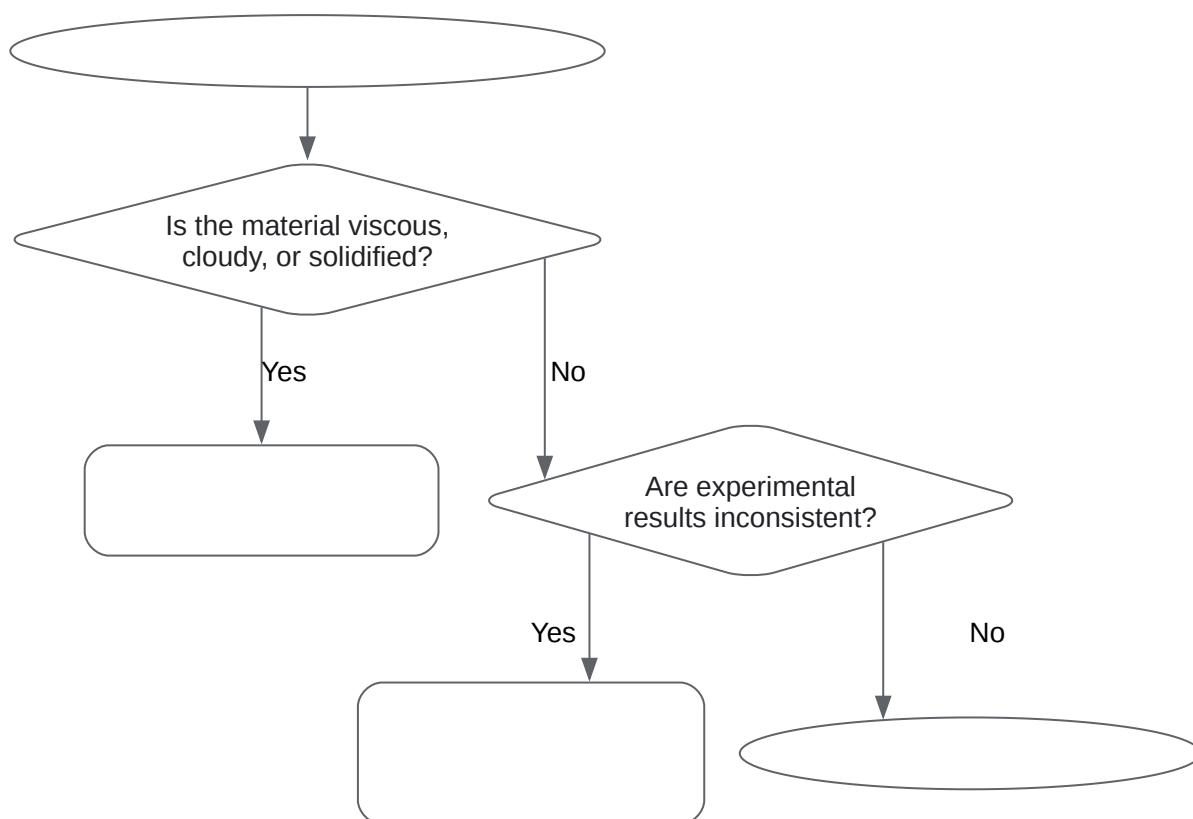 Is the material viscous,
cloudy, or solidified?
Yes
No
Are experimental
results inconsistent?
Yes
No